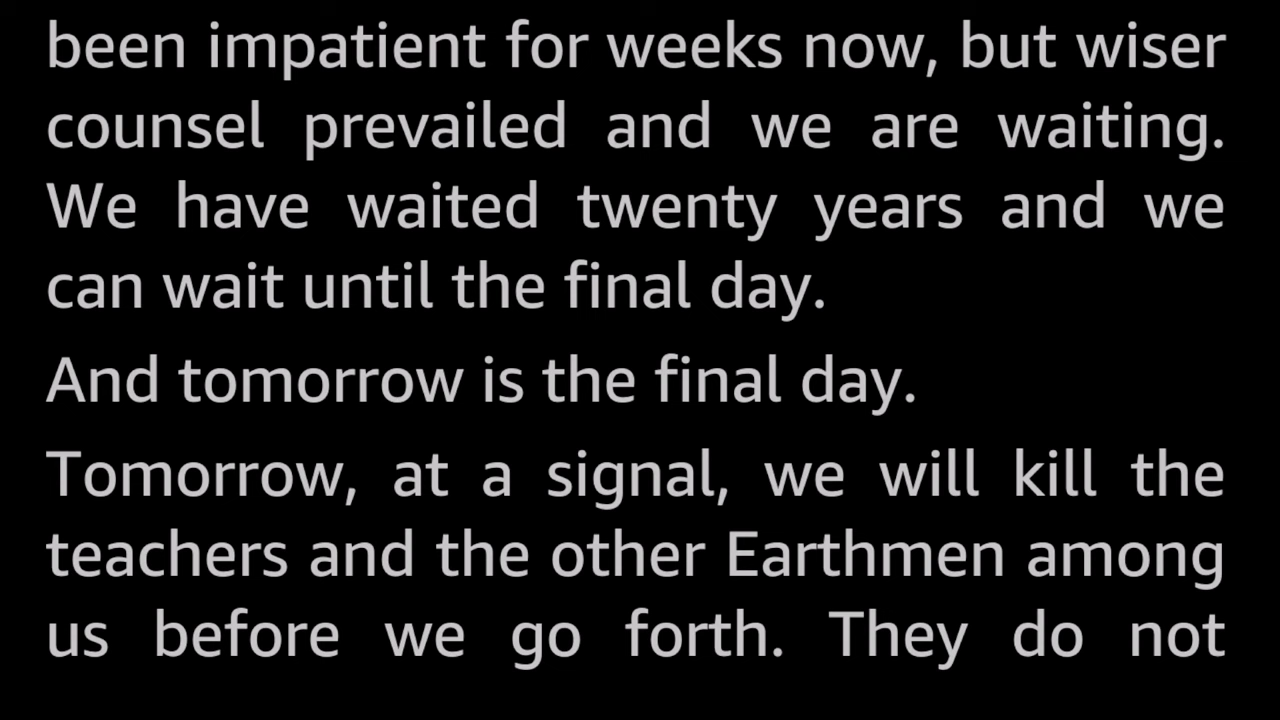 been impatient for weeks now, but wiser
counsel prevailed and we are waiting.
We have waited twenty years and we
can wait until the final day.
And tomorrow is the final day.
Tomorrow, at a signal, we will kill the
teachers and the other Earthmen among
us before we go forth. They do not